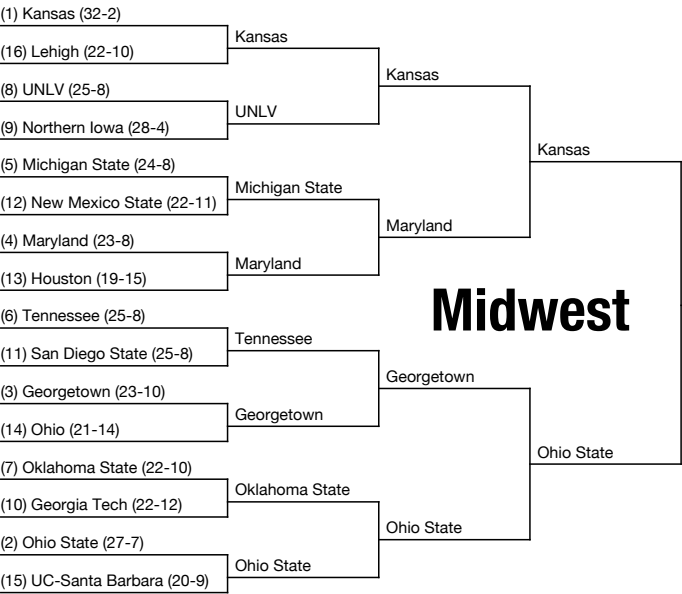 (1) Kansas (32-2)
Kansas
(16) Lehigh (22-10)
Kansas
(8) UNLV (25-8)
UNLV
(9) Northern Iowa (28-4)
Kansas
(5) Michigan State (24-8)
Michigan State
(12) New Mexico State (22-11)
Maryland
(4) Maryland (23-8)
Maryland
(13) Houston (19-15)
Midwest
(6) Tennessee (25-8)
Tennessee
(11) San Diego State (25-8)
Georgetown
(3) Georgetown (23-10)
Georgetown
(14) Ohio (21-14)
Ohio State
(7) Oklahoma State (22-10)
Oklahoma State
(10) Georgia Tech (22-12)
Ohio State
(2) Ohio State (27-7)
Ohio State
(15) UC-Santa Barbara (20-9)